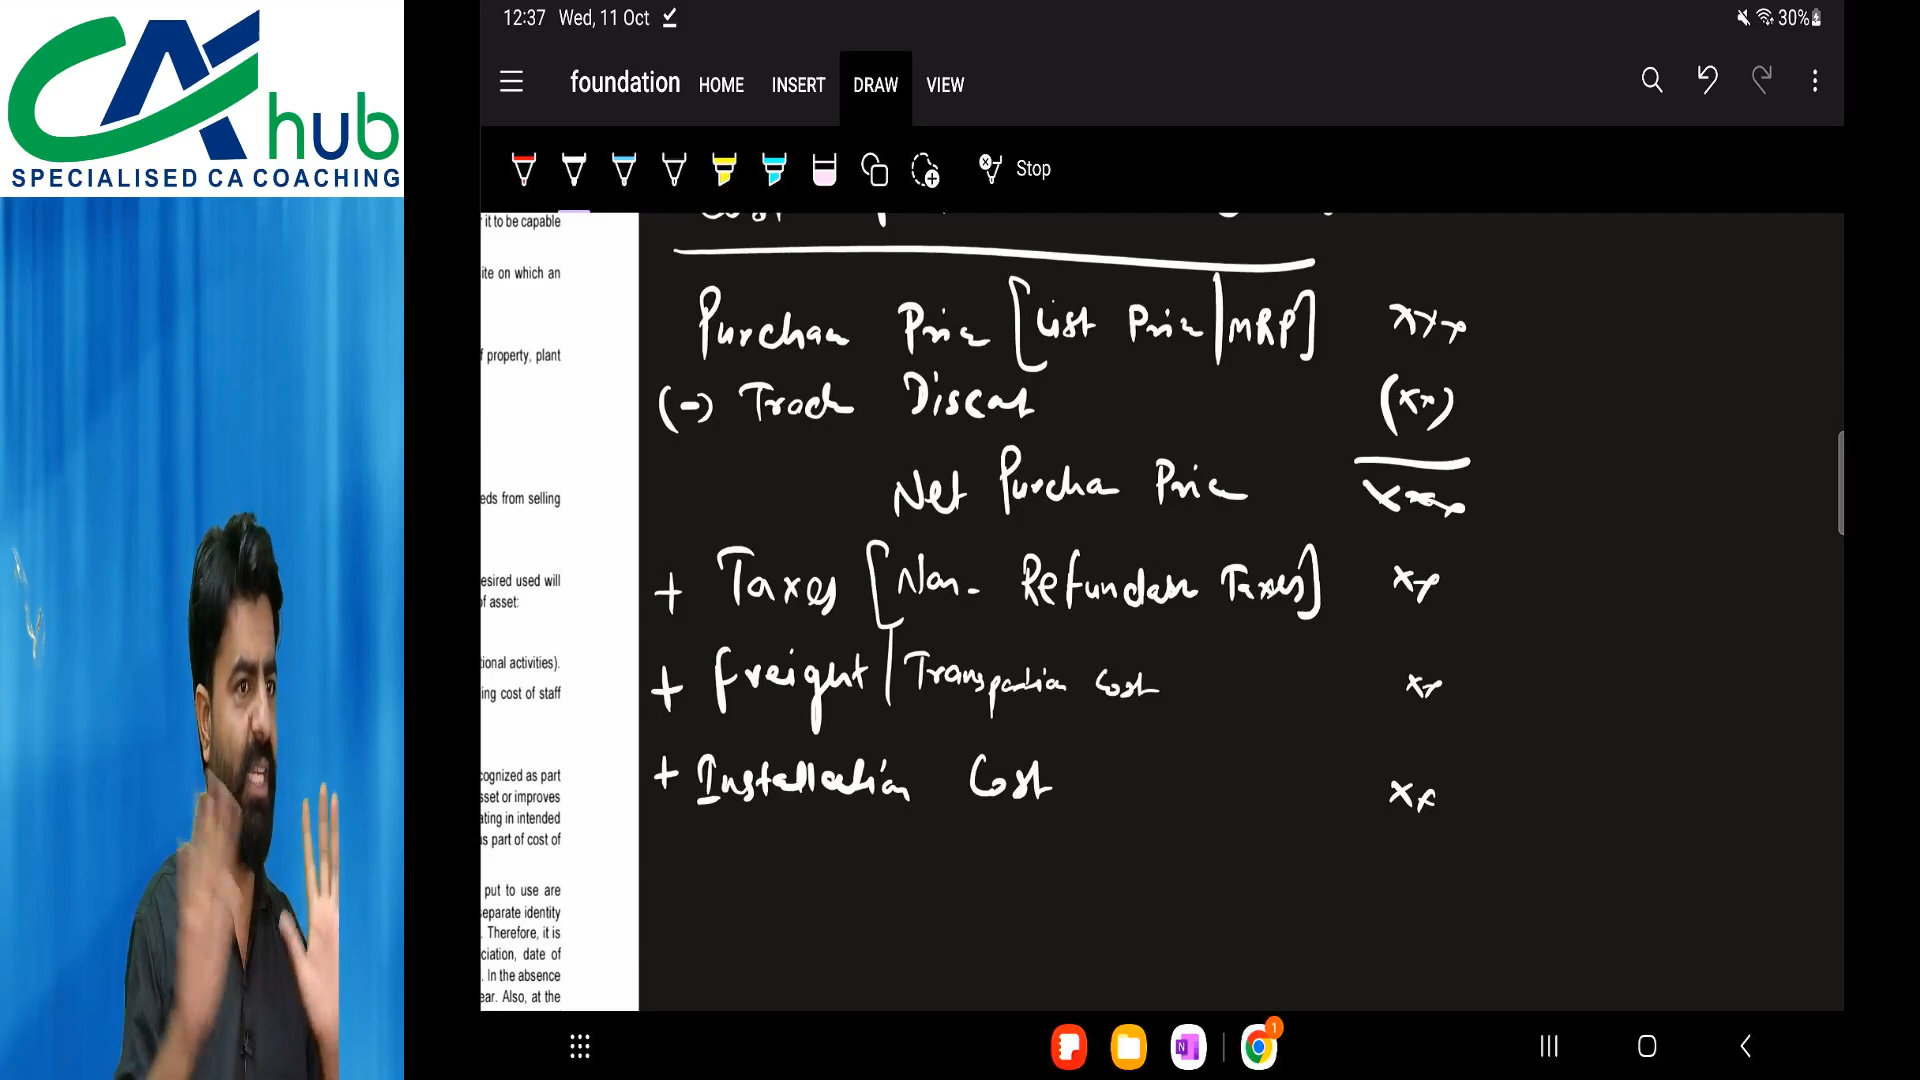 CA hub
SPECIALISED CA COACHING
12:37 Wed, 11 Oct
30%
foundation HOME INSERT DRAW VIEW
Stop
it to be capable
ite on which an
f property, plant
eds from selling
esired used will
of asset:
tional activities).
ing cost of staff
cognized as part
sset or improves
ating in intended
s part of cost of
put to use are
separate identity
. Therefore, it is
ciation, date of
. In the absence
ear. Also, at the
Cost
Purchase Price [List Price | MRP] xxx
(-) Trade Discount (xx)
Net Purchase Price xxx
+ Taxes [Non-Refundable Taxes] xx
+ Freight | Transportation Cost xx
+ Installation Cost xx
N
1